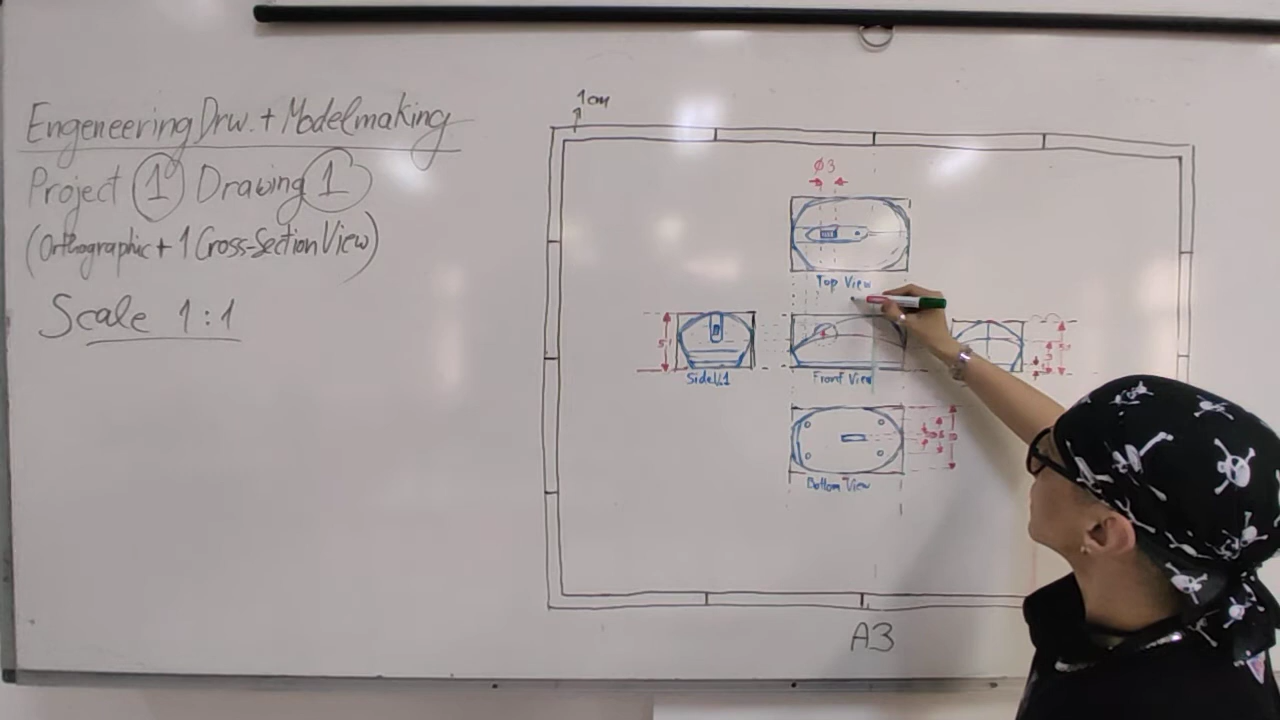 Engeneering Drw. + Modelmaking
Project 1 Drawing 1
(Orthographic + 1 Cross-Section View)
Scale 1:1
1cm
Ø3
Top View
SideV.1
Front View
Bottom View
A3